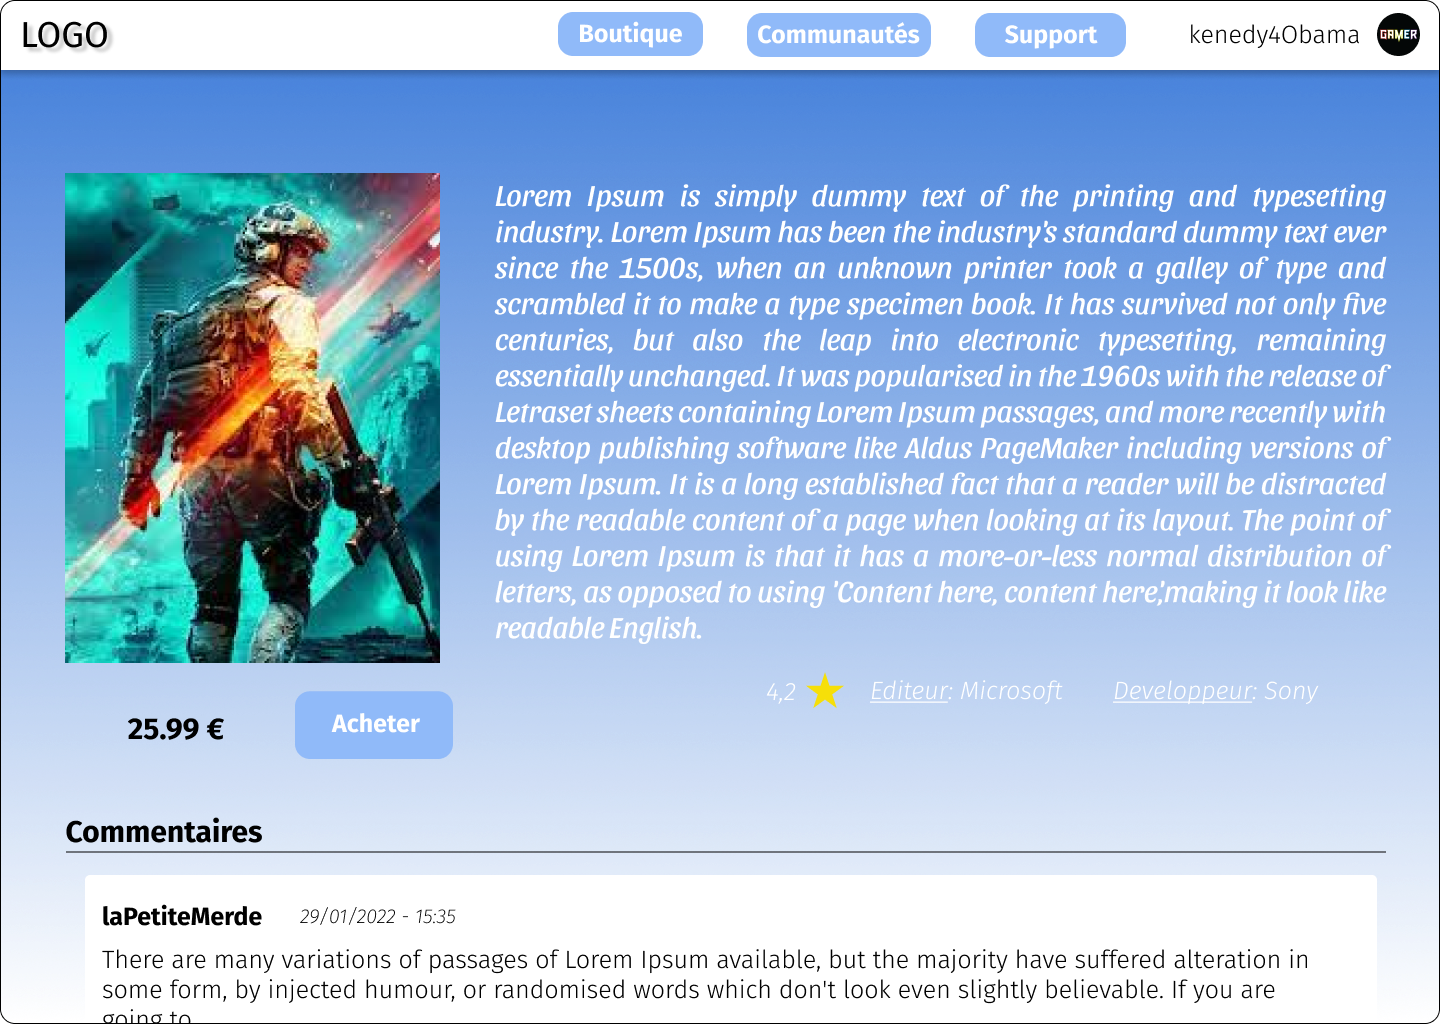 LOGO
Boutique
Communautés
Support
kenedy4Obama
GAMER
Lorem Ipsum is simply dummy text of the printing and typesetting
industry. Lorem Ipsum has been the industry's standard dummy text ever
since the 1500s, when an unknown printer took a galley of type and
scrambled it to make a type specimen book. It has survived not only five
centuries, but also the leap into electronic typesetting, remaining
essentially unchanged. It was popularised in the 1960s with the release of
Letraset sheets containing Lorem Ipsum passages, and more recently with
desktop publishing software like Aldus PageMaker including versions of
Lorem Ipsum. It is a long established fact that a reader will be distracted
by the readable content of a page when looking at its layout. The point of
using Lorem Ipsum is that it has a more-or-less normal distribution of
letters, as opposed to using 'Content here, content here',making it look like
readable English.
4,2
Editeur: Microsoft
Developpeur: Sony
25.99 €
Acheter
Commentaires
laPetiteMerde
29/01/2022 - 15:35
There are many variations of passages of Lorem Ipsum available, but the majority have suffered alteration in
some form, by injected humour, or randomised words which don't look even slightly believable. If you are
going to